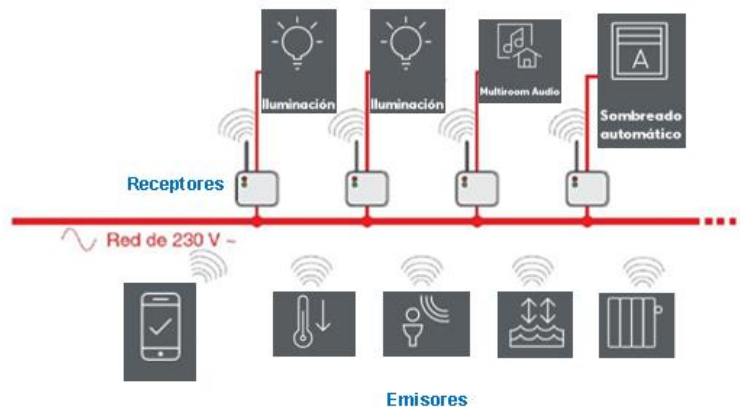 Iluminación
Iluminación
Multiroom Audio
A
Sombreado
automático
Receptores
Red de 230 V ~
Emisores